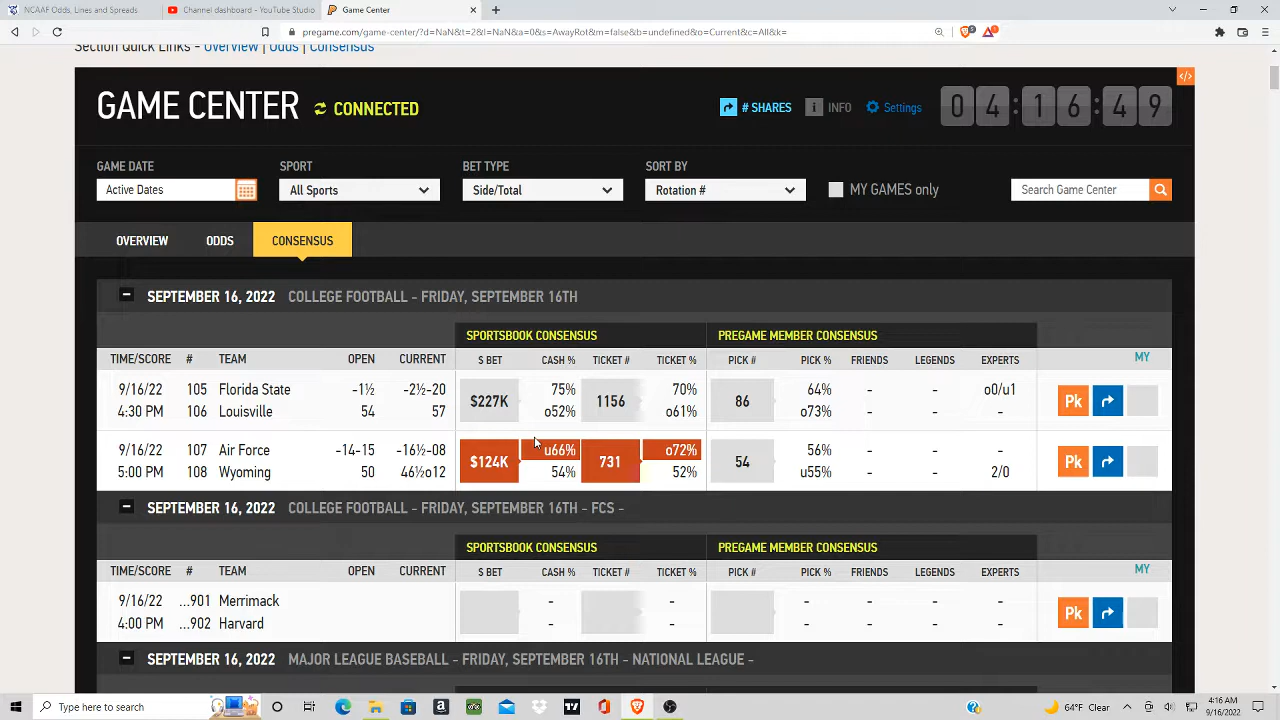 NCAAF Odds, Lines and Spreads
Channel dashboard - YouTube Studio
Game Center
pregame.com/game-center/?d=NaN&t=2&l=NaN&a=0&s=AwayRot&m=false&b=undefined&o=Current&c=All&k=
Section Quick Links - Overview | Odds | Consensus
GAME CENTER CONNECTED
# SHARES INFO Settings 04:16:49
GAME DATE SPORT BET TYPE SORT BY
Active Dates All Sports Side/Total Rotation # MY GAMES only Search Game Center
OVERVIEW ODDS CONSENSUS
SEPTEMBER 16, 2022 COLLEGE FOOTBALL - FRIDAY, SEPTEMBER 16TH
SPORTSBOOK CONSENSUS PREGAME MEMBER CONSENSUS
TIME/SCORE # TEAM OPEN CURRENT $ BET CASH % TICKET # TICKET % PICK # PICK % FRIENDS LEGENDS EXPERTS MY
9/16/22 105 Florida State -1½ -2½-20 75% 70% 64% - - o0/u1
$227K 1156 86 Pk
4:30 PM 106 Louisville 54 57 o52% o61% o73% - - -
9/16/22 107 Air Force -14-15 -16½-08 u66% o72% 56% - - -
$124K 731 54 Pk
5:00 PM 108 Wyoming 50 46½o12 54% 52% u55% - - 2/0
SEPTEMBER 16, 2022 COLLEGE FOOTBALL - FRIDAY, SEPTEMBER 16TH - FCS -
SPORTSBOOK CONSENSUS PREGAME MEMBER CONSENSUS
TIME/SCORE # TEAM OPEN CURRENT $ BET CASH % TICKET # TICKET % PICK # PICK % FRIENDS LEGENDS EXPERTS MY
9/16/22 ...901 Merrimack - - - - - -
Pk
4:00 PM ...902 Harvard - - - - - -
SEPTEMBER 16, 2022 MAJOR LEAGUE BASEBALL - FRIDAY, SEPTEMBER 16TH - NATIONAL LEAGUE -
Type here to search 64°F Clear 4:16 AM
9/16/2022